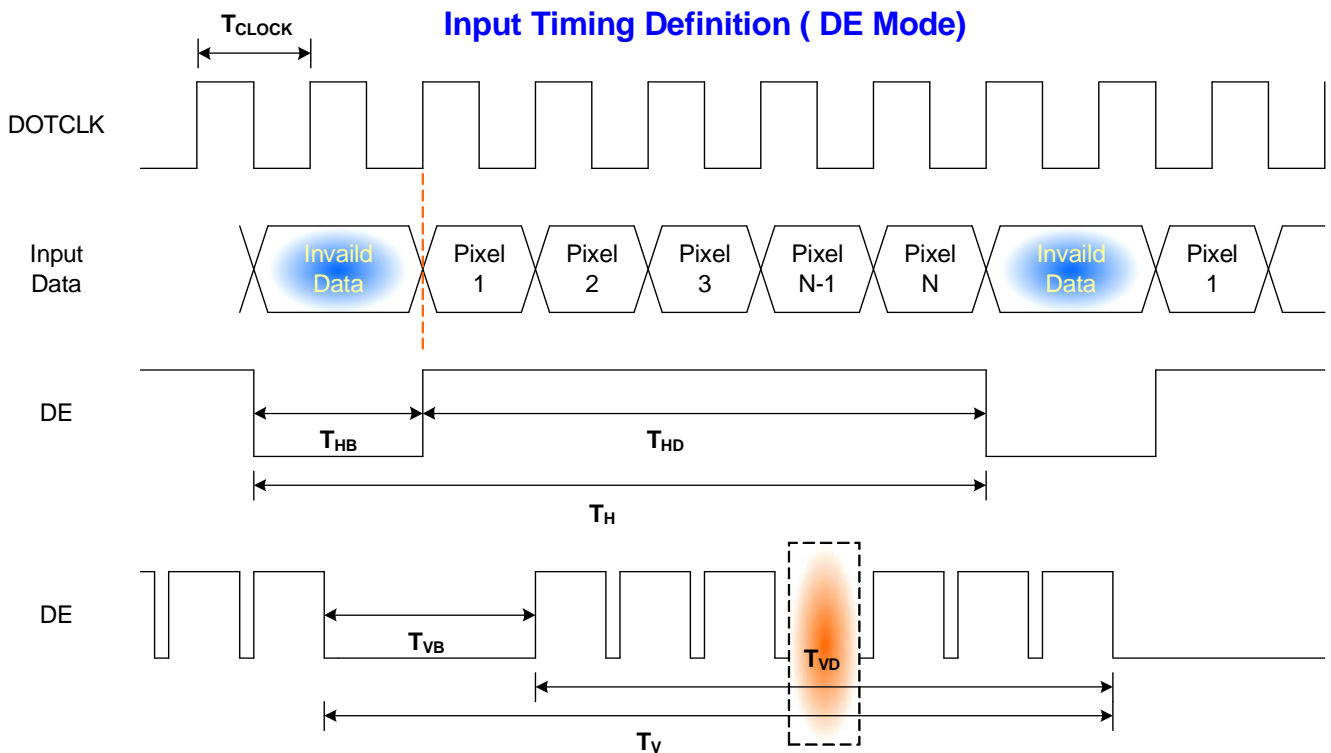 Input Timing Definition ( DE Mode)
TCLOCK
DOTCLK
Input
Data
Invaild
Data
Pixel
1
Pixel
2
Pixel
3
Pixel
N-1
Pixel
N
Invaild
Data
Pixel
1
DE
THB
THD
TH
DE
TVB
TVD
TV